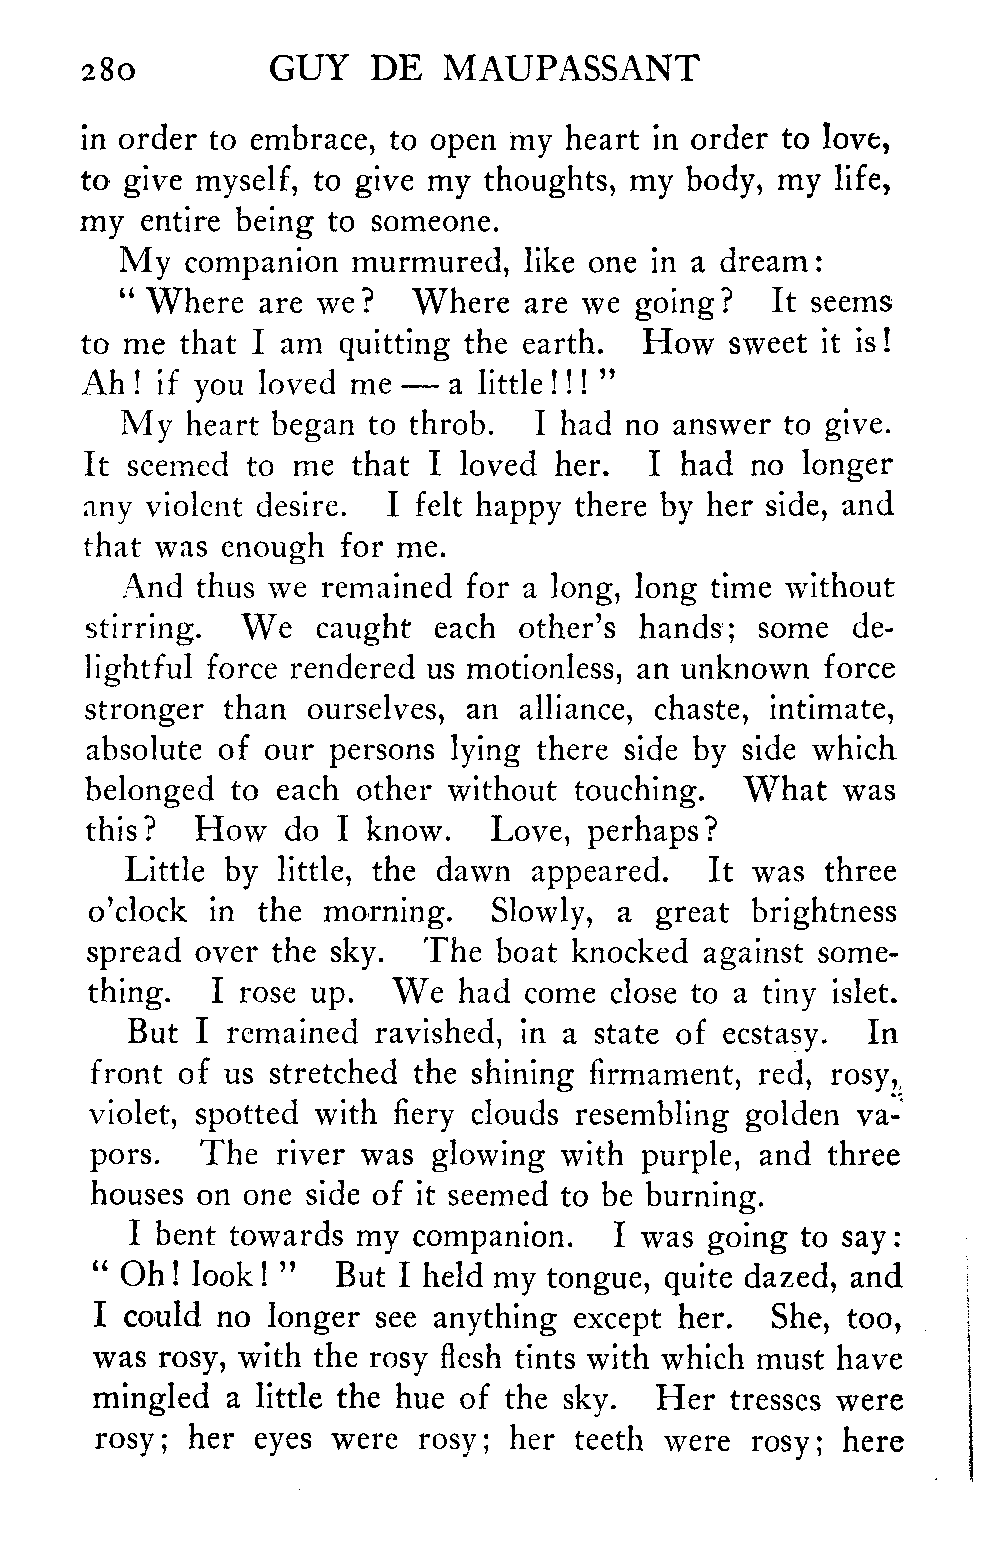 280 GUY DE MAUPASSANT
in order to embrace, to open my heart in order to love,
to give myself, to give my thoughts, my body, my life,
my entire being to someone.
My companion murmured, like one in a dream:
“ Where are we? Where are we going? It seems
to me that I am quitting the earth. How sweet it is!
Ah! if you loved me — a little!!! ”
My heart began to throb. I had no answer to give.
It seemed to me that I loved her. I had no longer
any violent desire. I felt happy there by her side, and
that was enough for me.
And thus we remained for a long, long time without
stirring. We caught each other’s hands; some de-
lightful force rendered us motionless, an unknown force
stronger than ourselves, an alliance, chaste, intimate,
absolute of our persons lying there side by side which
belonged to each other without touching. What was
this? How do I know. Love, perhaps?
Little by little, the dawn appeared. It was three
o’clock in the morning. Slowly, a great brightness
spread over the sky. The boat knocked against some-
thing. I rose up. We had come close to a tiny islet.
But I remained ravished, in a state of ecstasy. In
front of us stretched the shining firmament, red, rosy,
violet, spotted with fiery clouds resembling golden va-
pors. The river was glowing with purple, and three
houses on one side of it seemed to be burning.
I bent towards my companion. I was going to say:
“ Oh! look! ” But I held my tongue, quite dazed, and
I could no longer see anything except her. She, too,
was rosy, with the rosy flesh tints with which must have
mingled a little the hue of the sky. Her tresses were
rosy; her eyes were rosy; her teeth were rosy; here